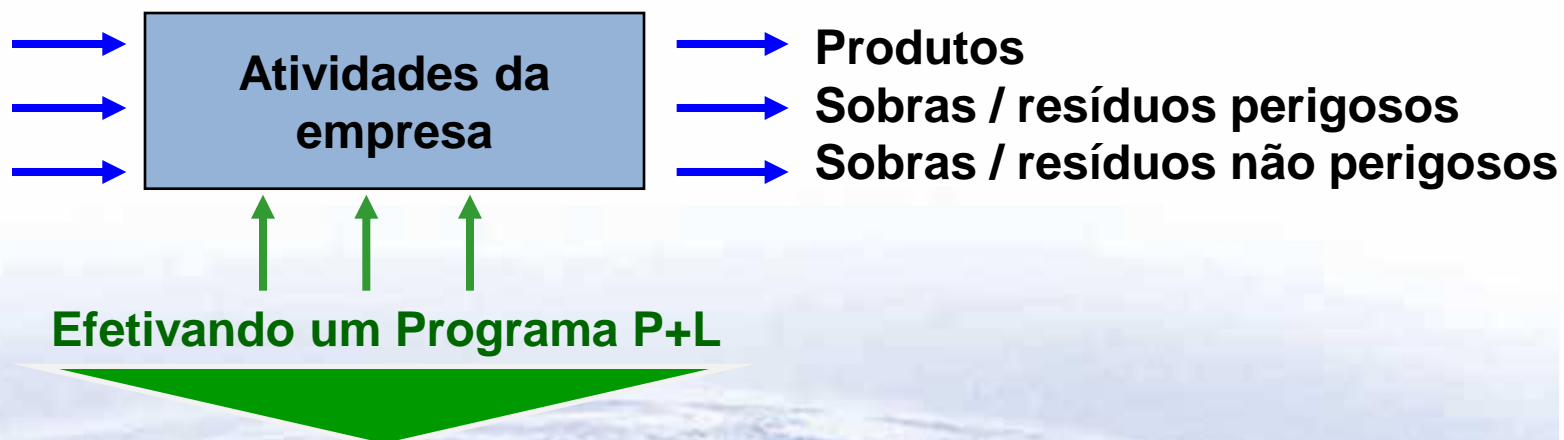 Atividades da
empresa
Produtos
Sobras / resíduos perigosos
Sobras / resíduos não perigosos
Efetivando um Programa P+L